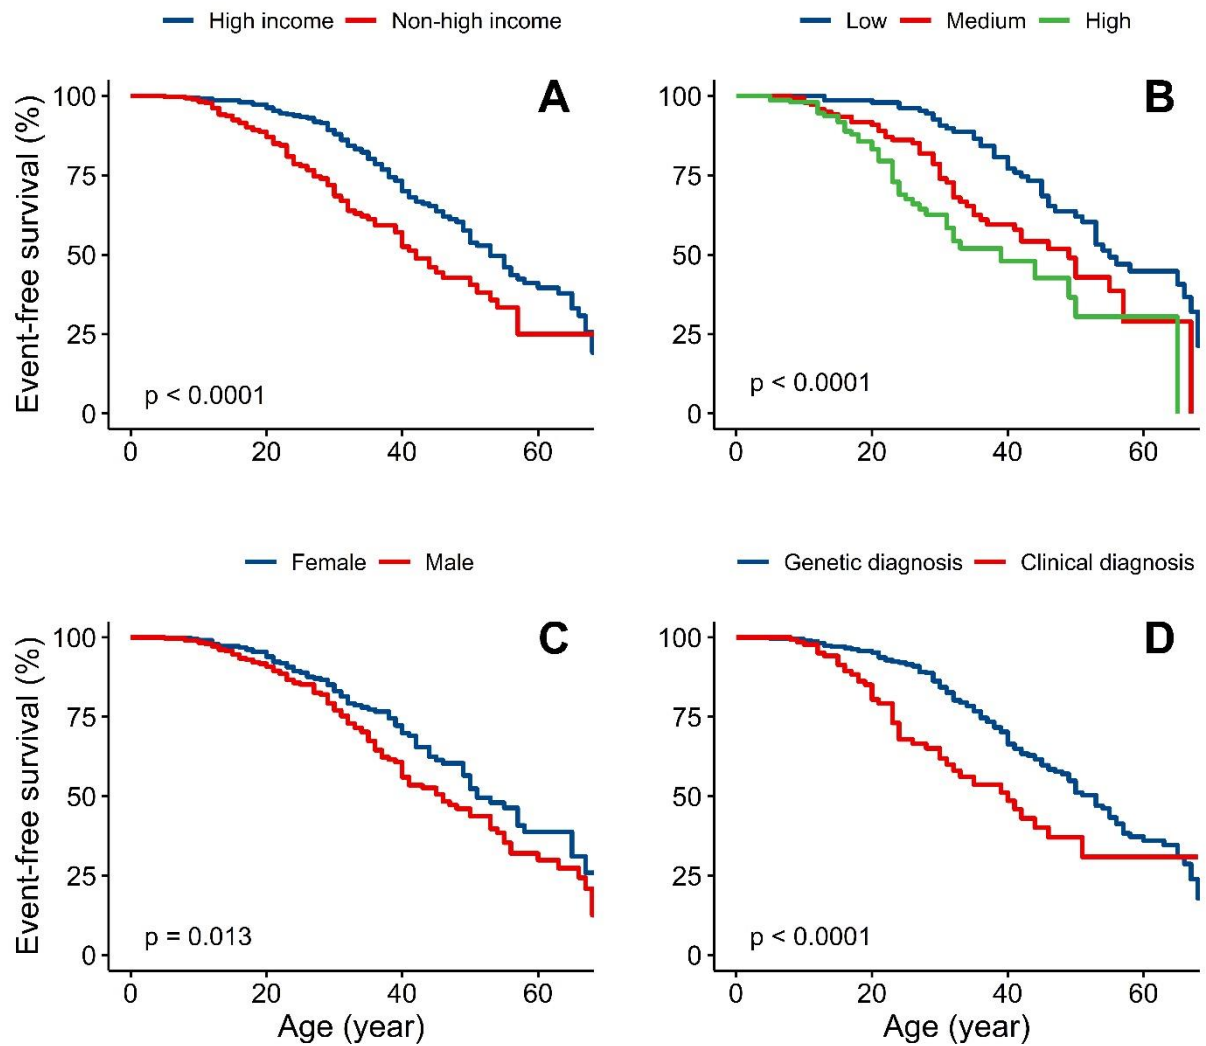 High income Non-high income
Low Medium High
A
B
Event-free survival (%)
100
75
50
25
0
p < 0.0001
0 20 40 60
100
75
50
25
0
p < 0.0001
0 20 40 60
Female Male
Genetic diagnosis Clinical diagnosis
C
D
Event-free survival (%)
100
75
50
25
0
p = 0.013
0 20 40 60
Age (year)
100
75
50
25
0
p < 0.0001
0 20 40 60
Age (year)